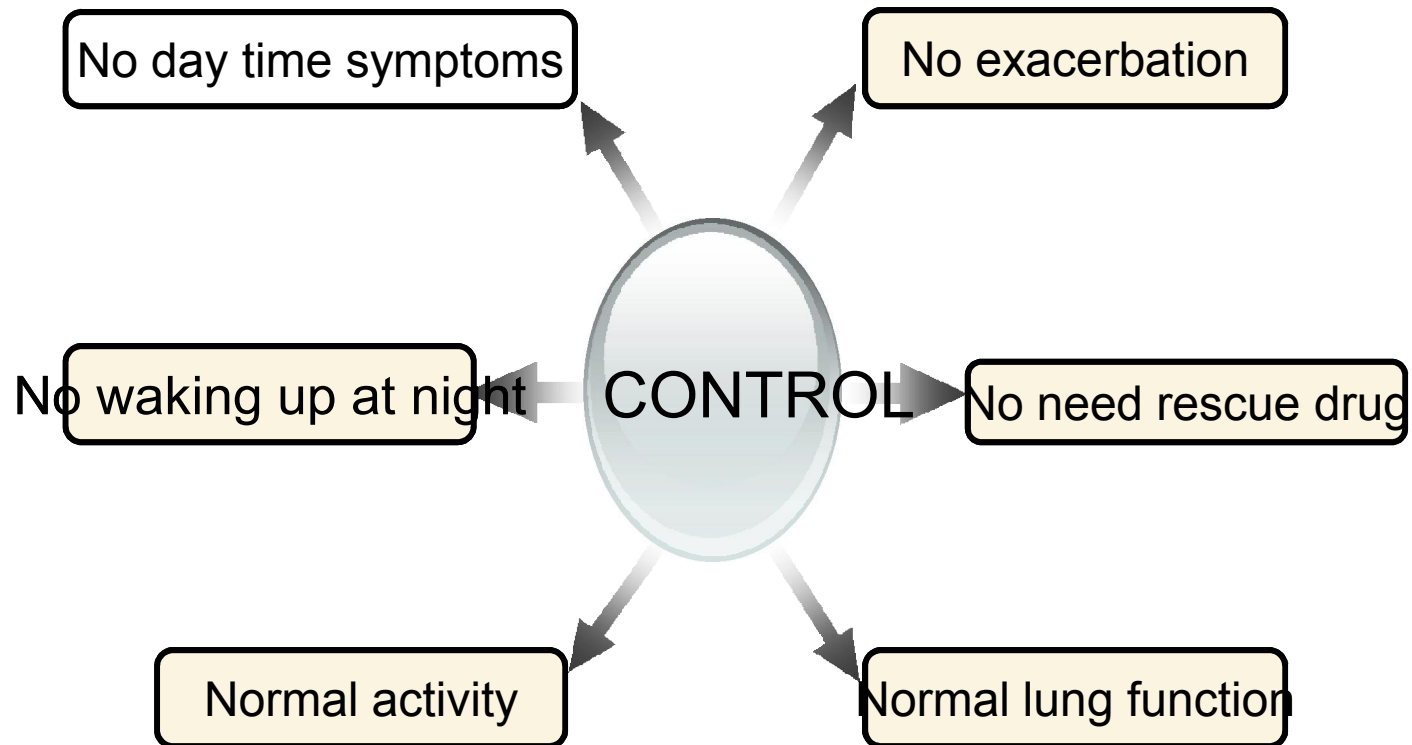 No day time symptoms
No exacerbation
No waking up at night
CONTROL
No need rescue drug
Normal activity
Normal lung function